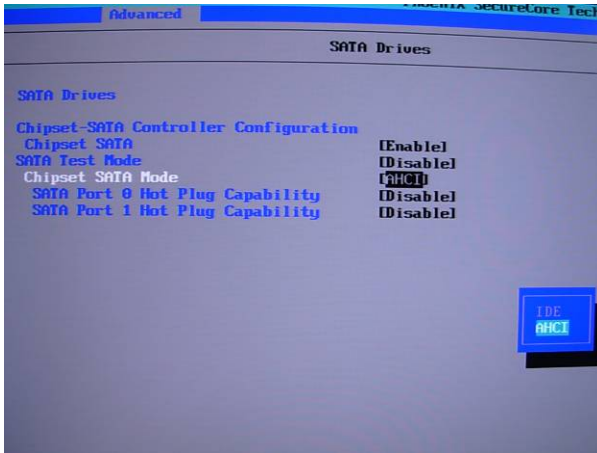 Phoenix SecureCore Tech
Advanced
SATA Drives
SATA Drives
Chipset-SATA Controller Configuration
Chipset SATA [Enable]
SATA Test Mode [Disable]
Chipset SATA Mode [AHCI]
SATA Port 0 Hot Plug Capability [Disable]
SATA Port 1 Hot Plug Capability [Disable]
IDE
AHCI